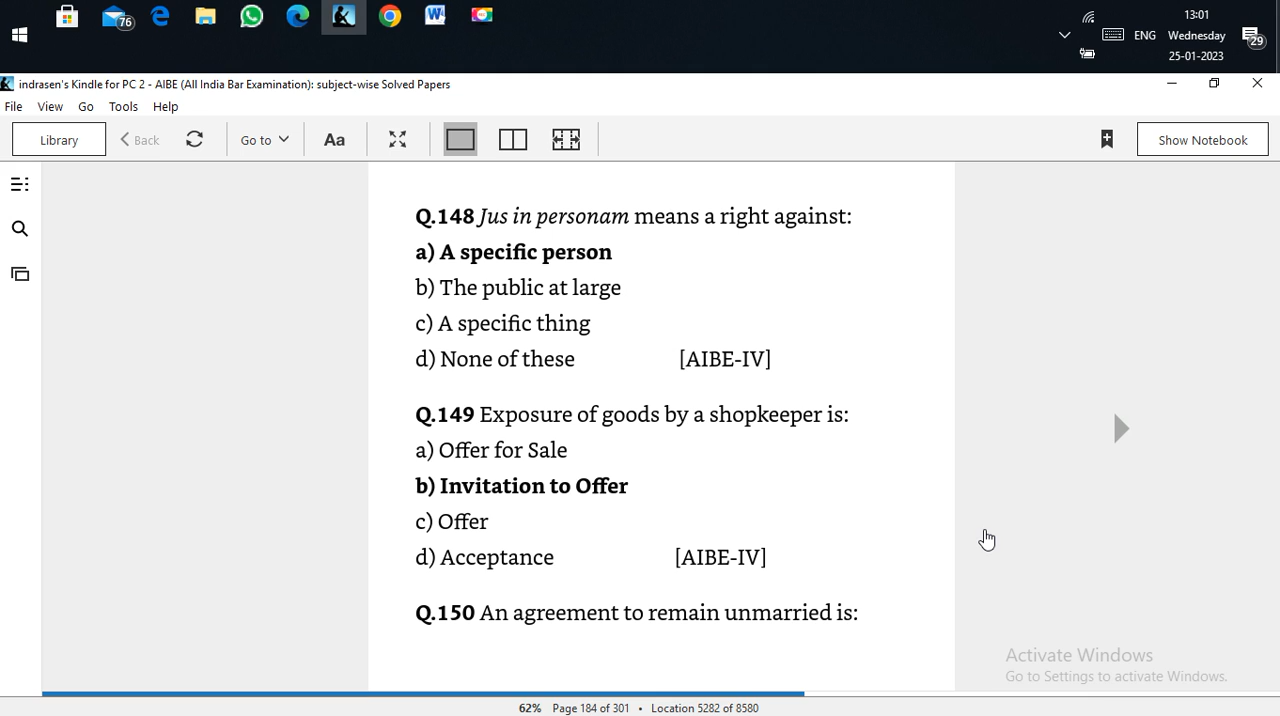 76
13:01
ENG Wednesday 29
25-01-2023
indrasen's Kindle for PC 2 - AIBE (All India Bar Examination): subject-wise Solved Papers
File View Go Tools Help
Library Back Go to Aa Show Notebook
Q.148 Jus in personam means a right against:
a) A specific person
b) The public at large
c) A specific thing
d) None of these [AIBE-IV]
Q.149 Exposure of goods by a shopkeeper is:
a) Offer for Sale
b) Invitation to Offer
c) Offer
d) Acceptance [AIBE-IV]
Q.150 An agreement to remain unmarried is:
Activate Windows
Go to Settings to activate Windows.
62% Page 184 of 301 • Location 5282 of 8580